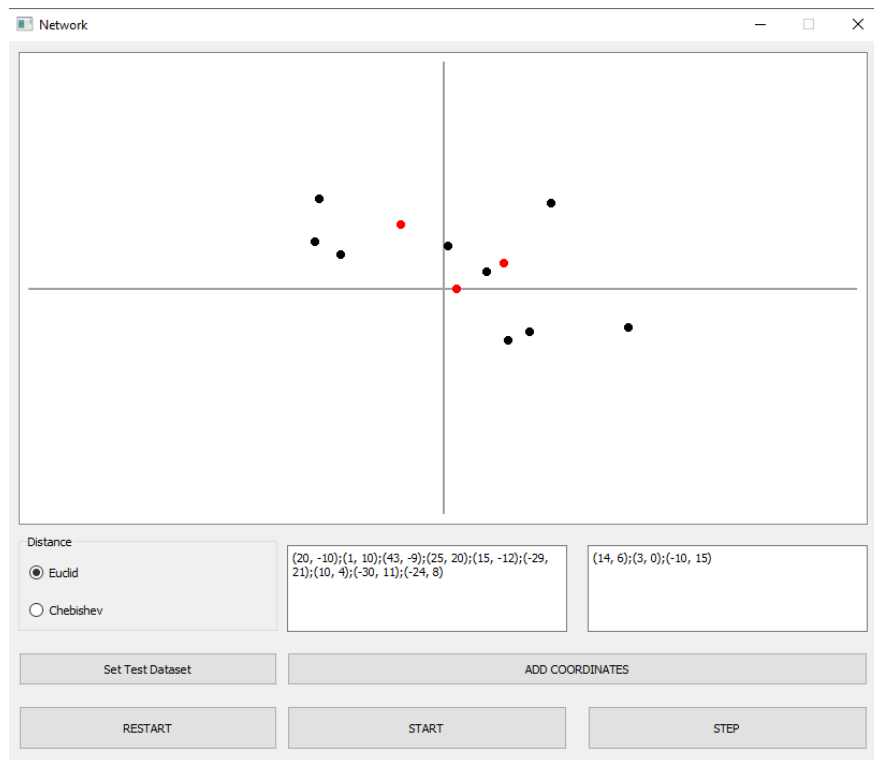 Network
Distance
Euclid
Chebishev
(20, -10);(1, 10);(43, -9);(25, 20);(15, -12);(-29,
21);(10, 4);(-30, 11);(-24, 8)
(14, 6);(3, 0);(-10, 15)
Set Test Dataset
ADD COORDINATES
RESTART
START
STEP